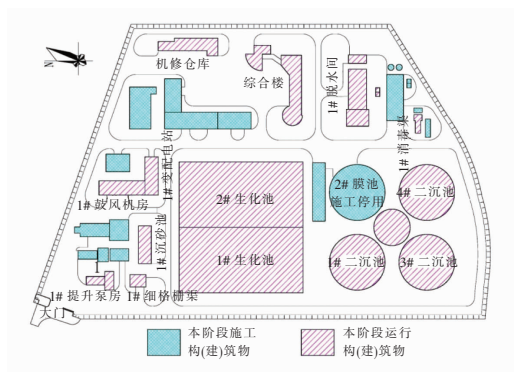 机修仓库
综合楼
1# 脱水间
N
1# 消毒渠
1# 变配电站
2# 膜池
施工停用
4# 二沉池
1# 鼓风机房
2# 生化池
1# 沉砂池
1# 生化池
1# 二沉池
3# 二沉池
1# 提升泵房
1# 细格栅渠
大门
本阶段施工
构(建)筑物
本阶段运行
构(建)筑物